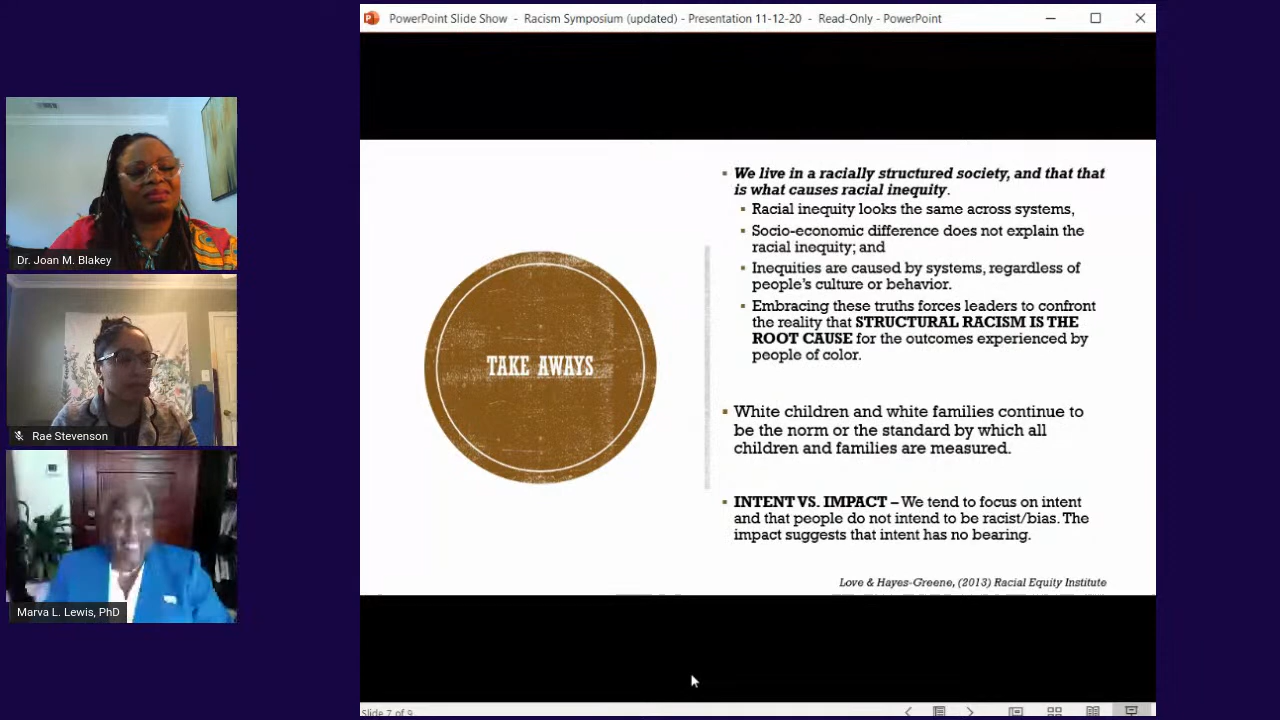 PowerPoint Slide Show - Racism Symposium (updated) - Presentation 11-12-20 - Read-Only - PowerPoint
Dr. Joan M. Blakey
Rae Stevenson
Marva L. Lewis, PhD
TAKE AWAYS
We live in a racially structured society, and that that
is what causes racial inequity.
Racial inequity looks the same across systems,
Socio-economic difference does not explain the
racial inequity; and
Inequities are caused by systems, regardless of
people's culture or behavior.
Embracing these truths forces leaders to confront
the reality that STRUCTURAL RACISM IS THE
ROOT CAUSE for the outcomes experienced by
people of color.
White children and white families continue to
be the norm or the standard by which all
children and families are measured.
INTENT VS. IMPACT – We tend to focus on intent
and that people do not intend to be racist/bias. The
impact suggests that intent has no bearing.
Love & Hayes-Greene, (2013) Racial Equity Institute
Slide 7 of 9